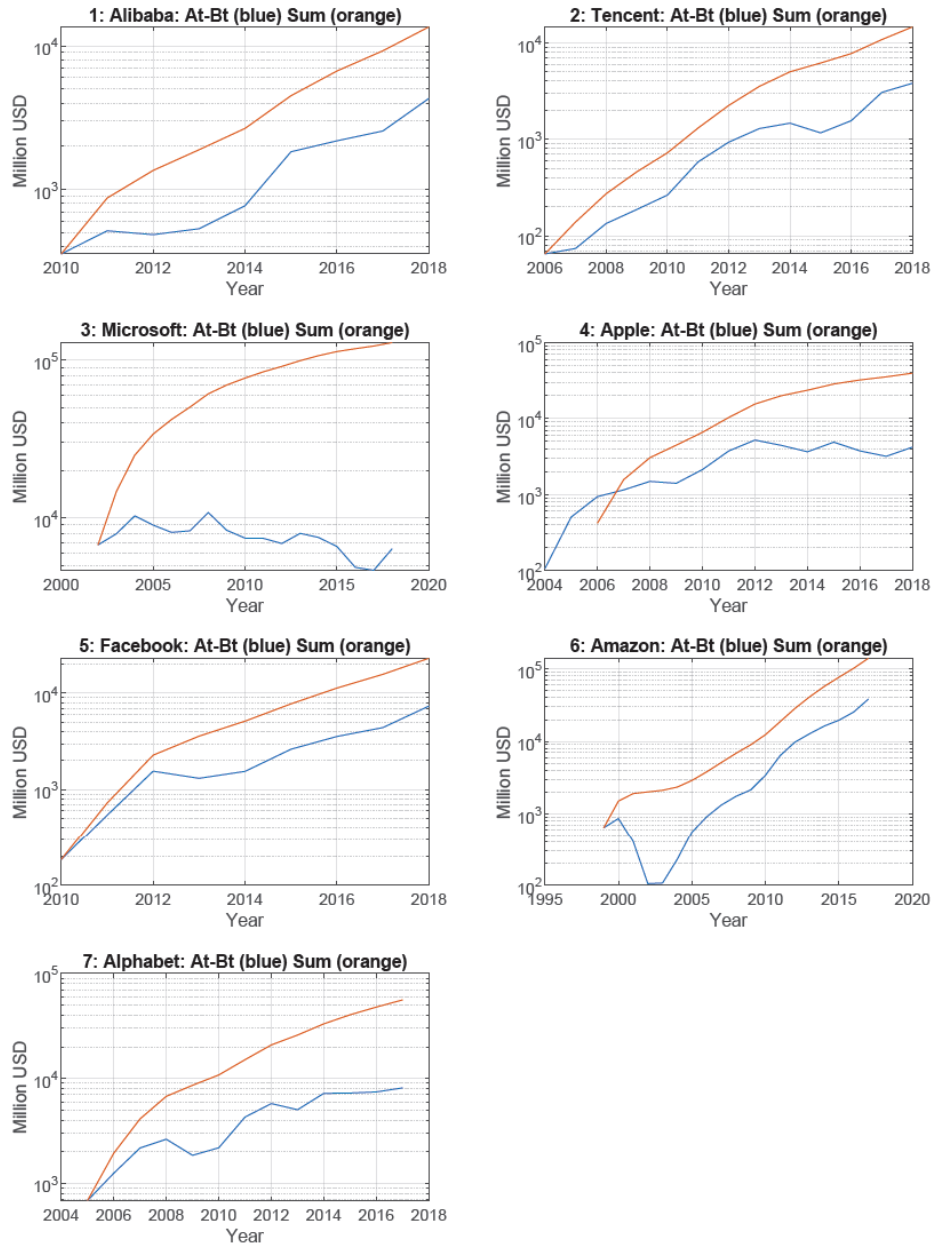 1: Alibaba: At-Bt (blue) Sum (orange)
10^4
10^3
Million USD
2010 2012 2014 2016 2018
Year
2: Tencent: At-Bt (blue) Sum (orange)
10^4
10^3
10^2
Million USD
2006 2008 2010 2012 2014 2016 2018
Year
3: Microsoft: At-Bt (blue) Sum (orange)
10^5
10^4
Million USD
2000 2005 2010 2015 2020
Year
4: Apple: At-Bt (blue) Sum (orange)
10^5
10^4
10^3
10^2
Million USD
2004 2006 2008 2010 2012 2014 2016 2018
Year
5: Facebook: At-Bt (blue) Sum (orange)
10^4
10^3
10^2
Million USD
2010 2012 2014 2016 2018
Year
6: Amazon: At-Bt (blue) Sum (orange)
10^5
10^4
10^3
10^2
Million USD
1995 2000 2005 2010 2015 2020
Year
7: Alphabet: At-Bt (blue) Sum (orange)
10^5
10^4
10^3
Million USD
2004 2006 2008 2010 2012 2014 2016 2018
Year